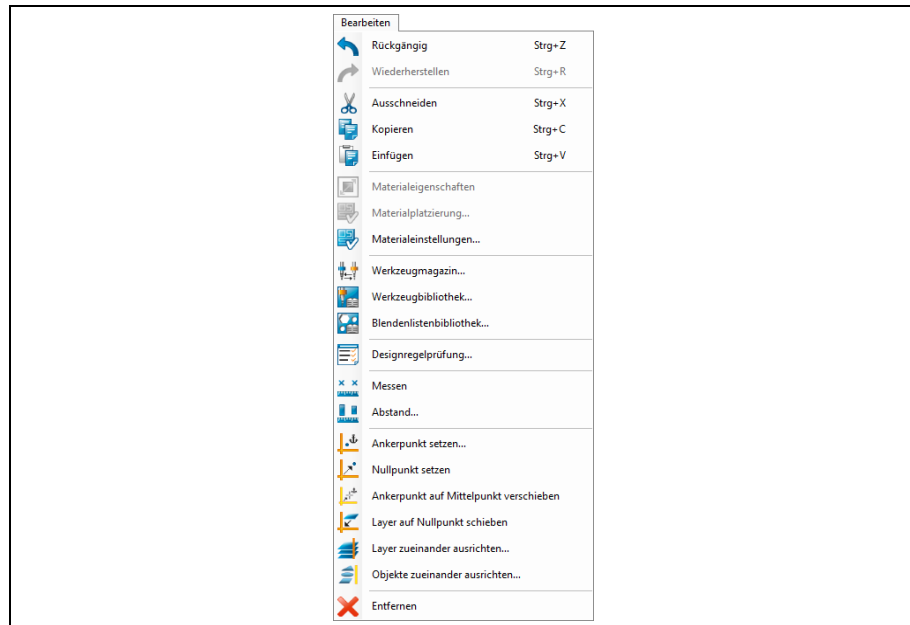 Bearbeiten
Rückgängig Strg+Z
Wiederherstellen Strg+R
Ausschneiden Strg+X
Kopieren Strg+C
Einfügen Strg+V
Materialeigenschaften
Materialplatzierung...
Materialeinstellungen...
Werkzeugmagazin...
Werkzeugbibliothek...
Blendenlistenbibliothek...
Designregelprüfung...
Messen
Abstand...
Ankerpunkt setzen...
Nullpunkt setzen
Ankerpunkt auf Mittelpunkt verschieben
Layer auf Nullpunkt schieben
Layer zueinander ausrichten...
Objekte zueinander ausrichten...
Entfernen